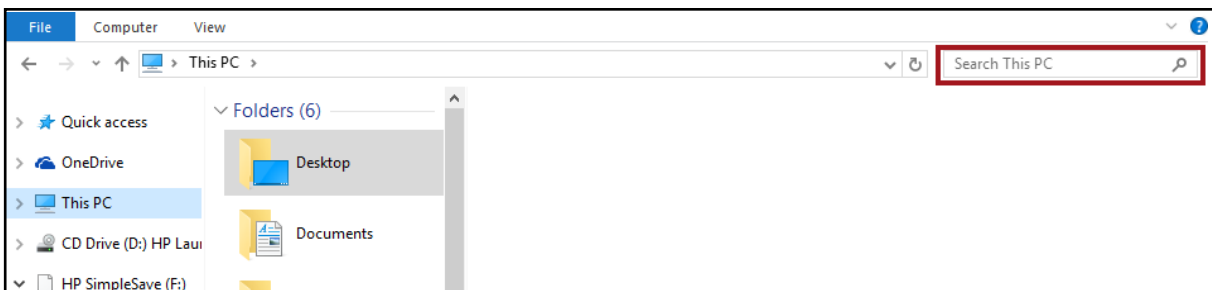 File Computer View
This PC
Search This PC
Folders (6)
Quick access
Desktop
OneDrive
This PC
Documents
CD Drive (D:) HP Lau
HP SimpleSave (F:)